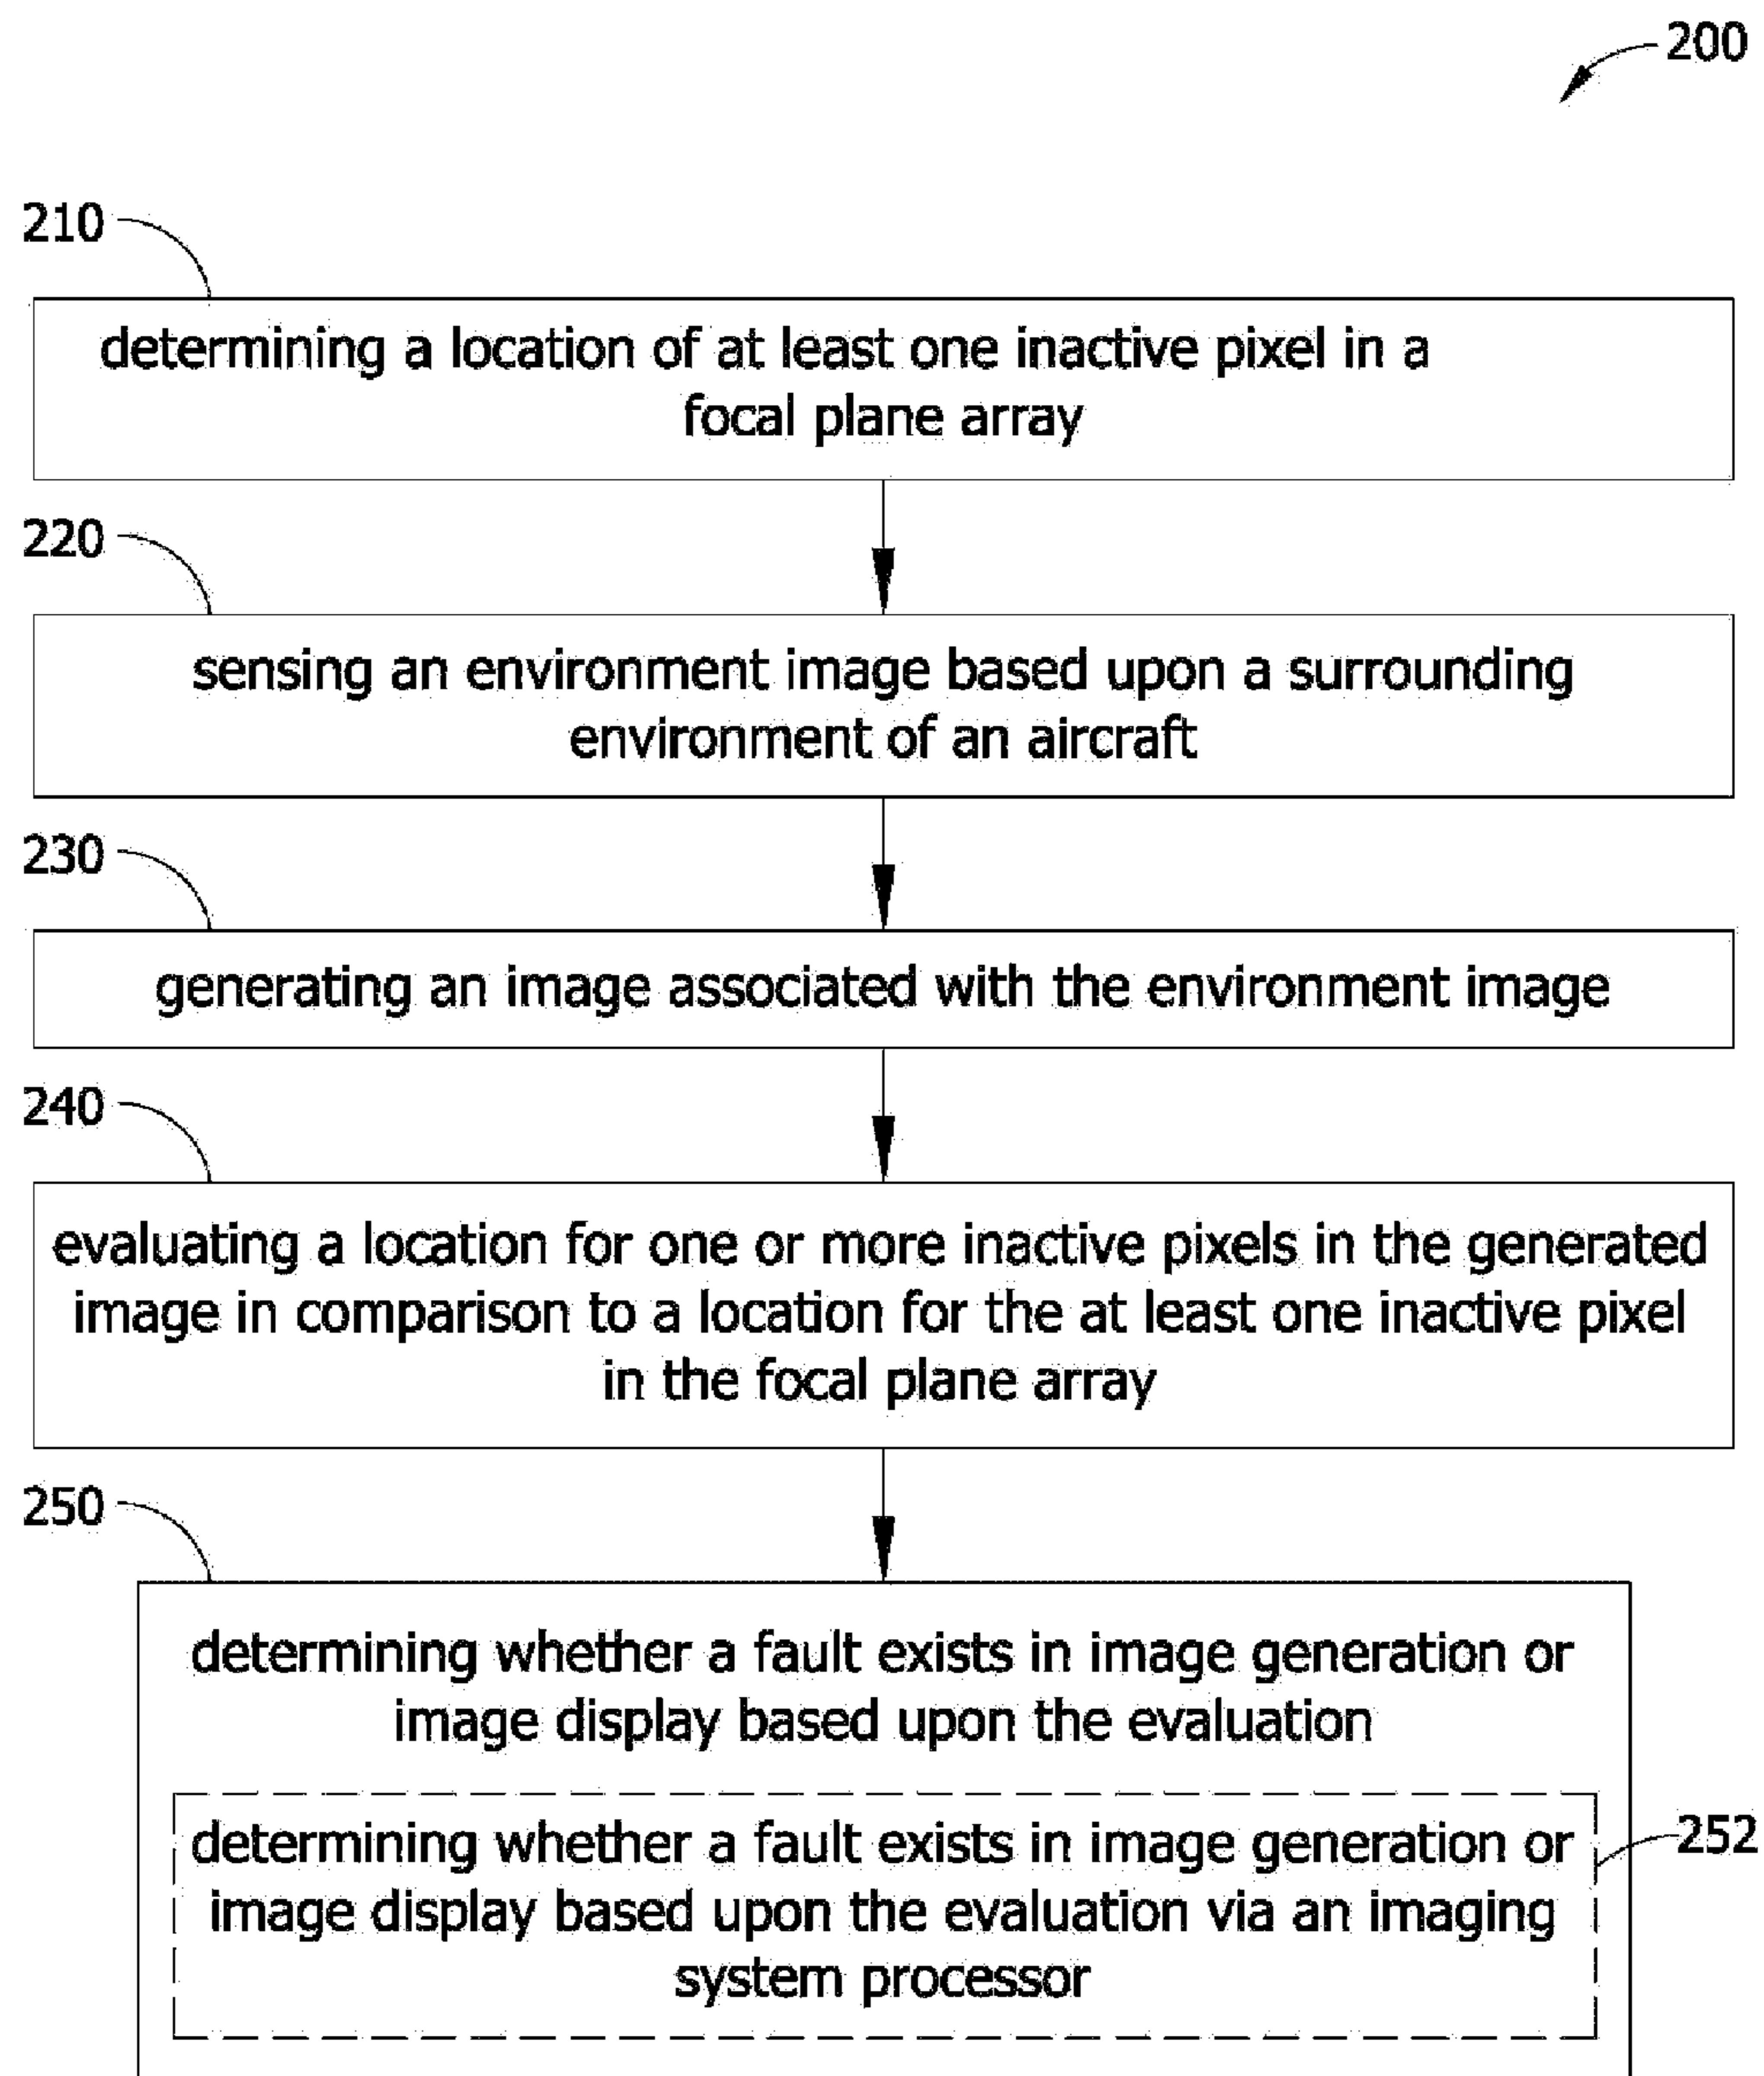 200
210
determining a location of at least one inactive pixel in a
focal plane array
220
sensing an environment image based upon a surrounding
environment of an aircraft
230
generating an image associated with the environment image
240
evaluating a location for one or more inactive pixels in the generated
image in comparison to a location for the at least one inactive pixel
in the focal plane array
250
determining whether a fault exists in image generation or
image display based upon the evaluation
252
determining whether a fault exists in image generation or
image display based upon the evaluation via an imaging
system processor